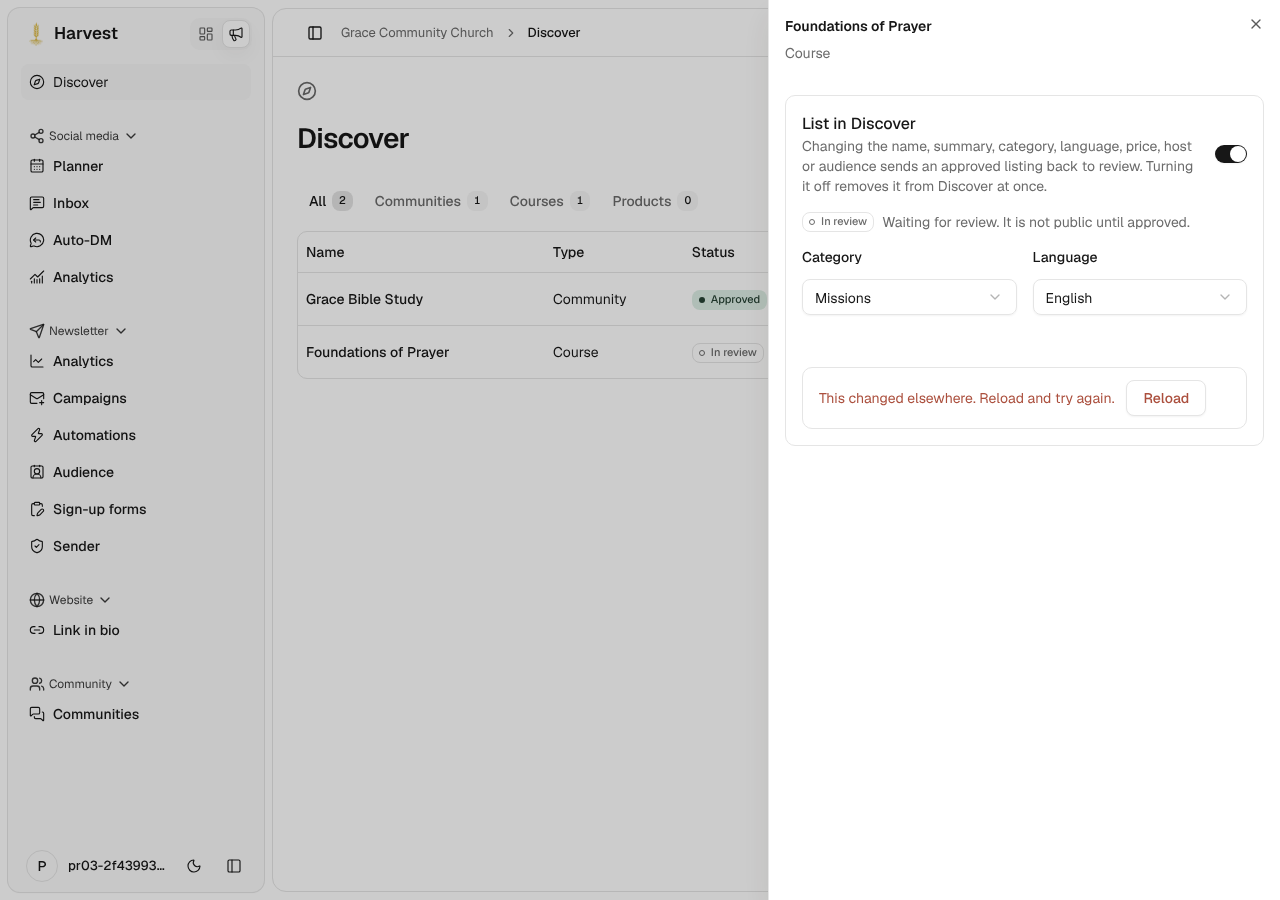 Harvest
Discover
Social media
Planner
Inbox
Auto-DM
Analytics
Newsletter
Analytics
Campaigns
Automations
Audience
Sign-up forms
Sender
Website
Link in bio
Community
Communities
P pr03-2f43993...
Grace Community Church > Discover
Discover
All 2 Communities 1 Courses 1 Products 0
Name Type Status
Grace Bible Study Community Approved
Foundations of Prayer Course In review
Foundations of Prayer
Course
List in Discover
Changing the name, summary, category, language, price, host
or audience sends an approved listing back to review. Turning
it off removes it from Discover at once.
In review Waiting for review. It is not public until approved.
Category Language
Missions English
This changed elsewhere. Reload and try again. Reload